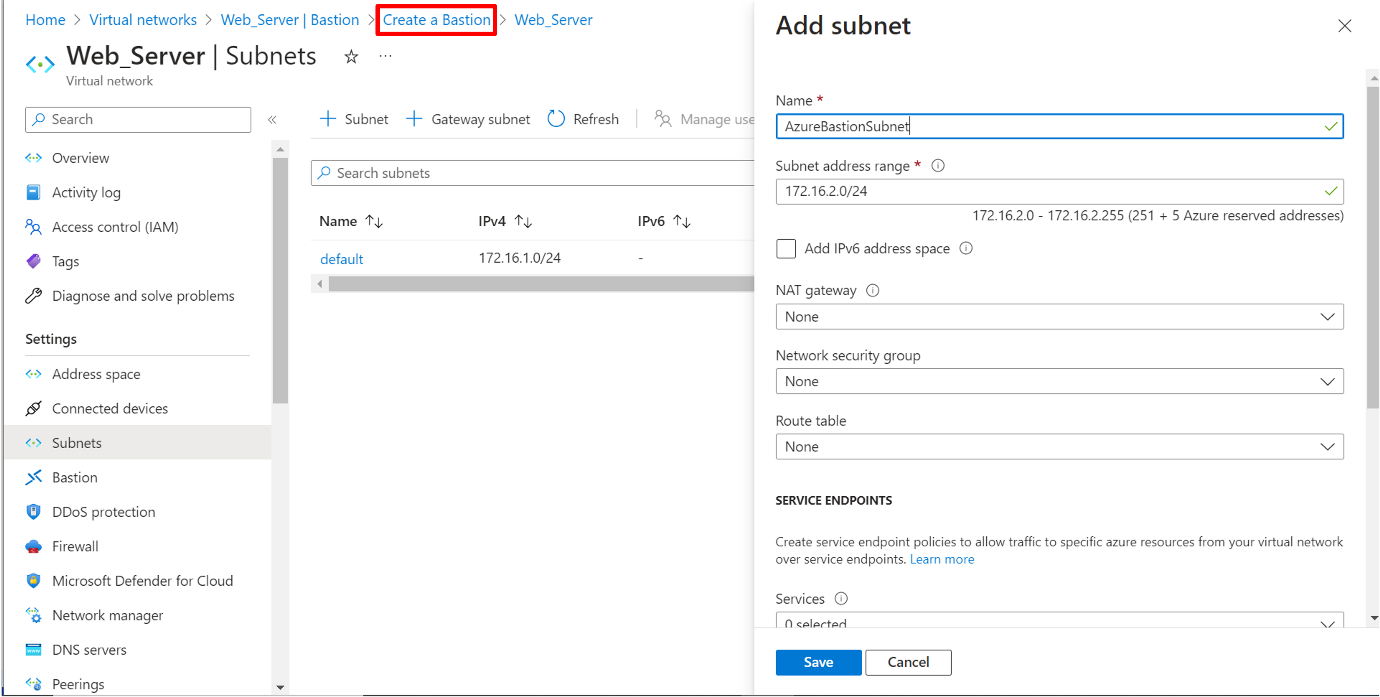 Home > Virtual networks > Web_Server | Bastion > Create a Bastion > Web_Server
Web_Server | Subnets
Virtual network
Search
Overview
Activity log
Access control (IAM)
Tags
Diagnose and solve problems
Settings
Address space
Connected devices
Subnets
Bastion
DDoS protection
Firewall
Microsoft Defender for Cloud
Network manager
DNS servers
Peerings
+ Subnet + Gateway subnet Refresh Manage use
Search subnets
Name IPv4 IPv6
default 172.16.1.0/24 -
Add subnet
Name *
AzureBastionSubnet
Subnet address range *
172.16.2.0/24
172.16.2.0 - 172.16.2.255 (251 + 5 Azure reserved addresses)
Add IPv6 address space
NAT gateway
None
Network security group
None
Route table
None
SERVICE ENDPOINTS
Create service endpoint policies to allow traffic to specific azure resources from your virtual network
over service endpoints. Learn more
Services
0 selected
Save Cancel